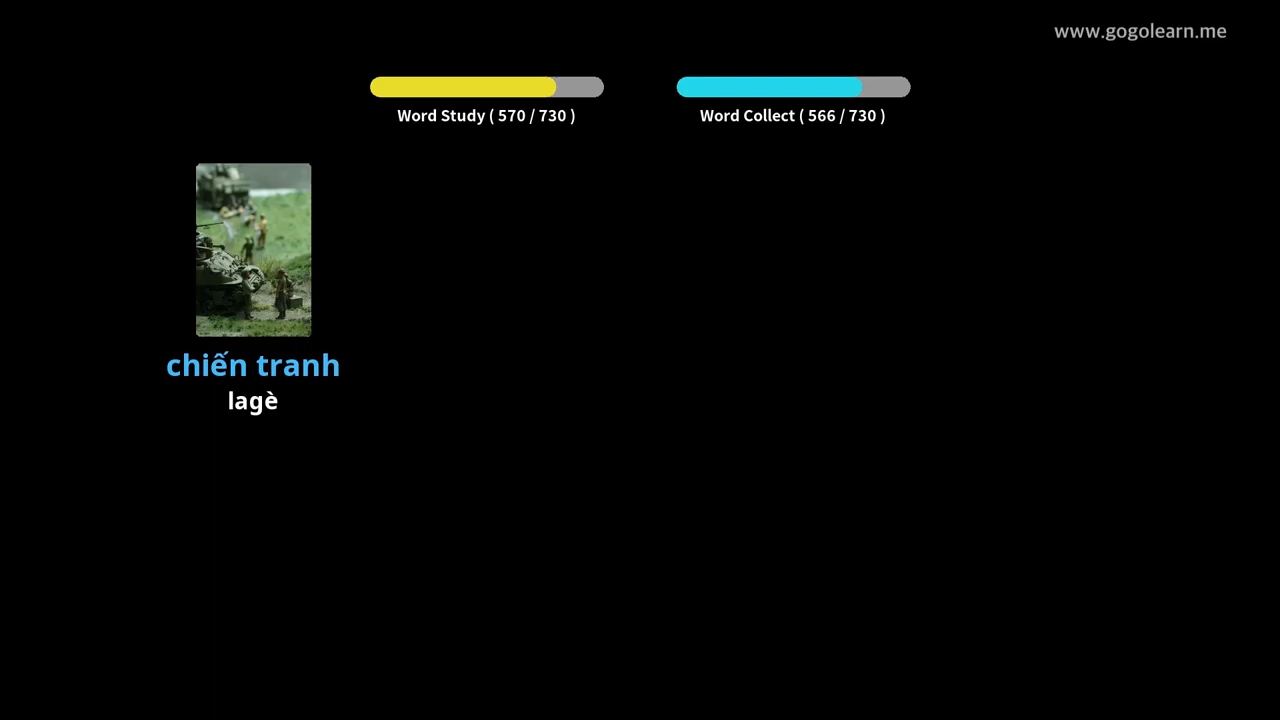 www.gogolearn.me
Word Study ( 570 / 730 )
Word Collect ( 566 / 730 )
chiến tranh
lagè